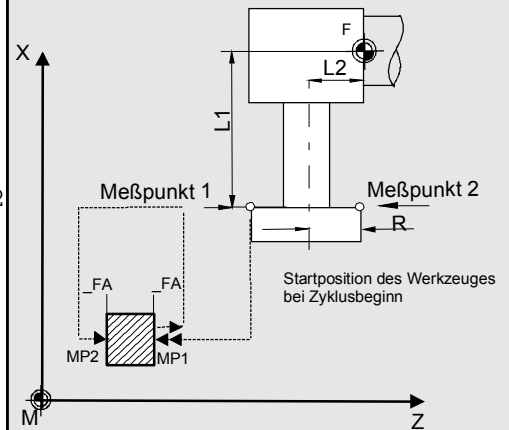 F
X
L2
L1
Meßpunkt 1
Meßpunkt 2
R
Startposition des Werkzeuges
bei Zyklusbeginn
_FA
_FA
MP2
MP1
M
Z